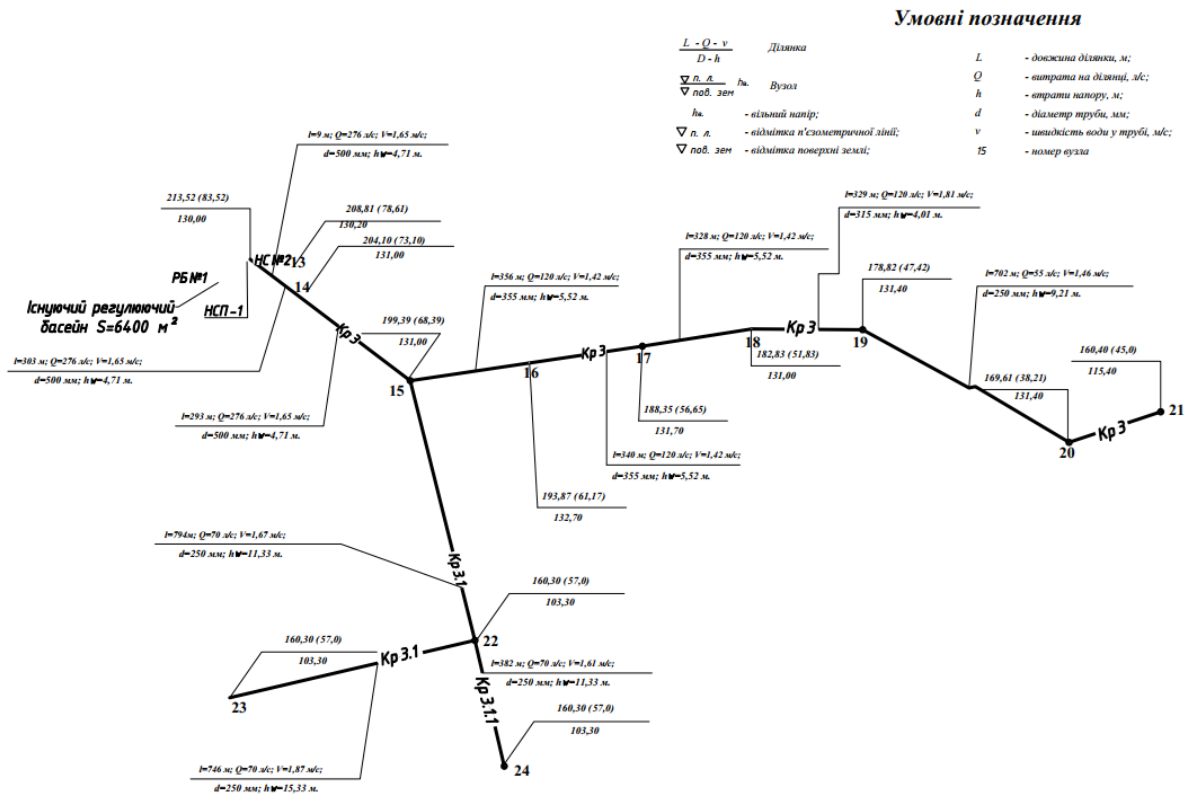 Умовні позначення
L - Q - v
D - h
Ділянка
п. л.
пов. зем
hв.
Вузол
hв. - вільний напір;
п. л. - відмітка п'єзометричної лінії;
пов. зем - відмітка поверхні землі;
L - довжина ділянки, м;
Q - витрата на ділянці, л/с;
h - втрати напору, м;
d - діаметр труби, мм;
v - швидкість води у трубі, м/с;
15 - номер вузла
l=9 м; Q=276 л/с; V=1,65 м/с;
d=500 мм; hw=4,71 м.
213,52 (83,52)
130,00
208,81 (78,61)
130,20
204,10 (73,10)
131,00
НС №2
13
14
РБ №1
НСП-1
Існуючий регулюючий
басейн S=6400 м²
Кр 3
l=303 м; Q=276 л/с; V=1,65 м/с;
d=500 мм; hw=4,71 м.
l=293 м; Q=276 л/с; V=1,65 м/с;
d=500 мм; hw=4,71 м.
199,39 (68,39)
131,00
15
l=356 м; Q=120 л/с; V=1,42 м/с;
d=355 мм; hw=5,52 м.
16
Кр 3
17
l=328 м; Q=120 л/с; V=1,42 м/с;
d=355 мм; hw=5,52 м.
l=329 м; Q=120 л/с; V=1,81 м/с;
d=315 мм; hw=4,01 м.
18
Кр 3
19
178,82 (47,42)
131,40
182,83 (51,83)
131,00
188,35 (56,65)
131,70
l=340 м; Q=120 л/с; V=1,42 м/с;
d=355 мм; hw=5,52 м.
193,87 (61,17)
132,70
l=702 м; Q=55 л/с; V=1,46 м/с;
d=250 мм; hw=9,21 м.
169,61 (38,21)
131,40
160,40 (45,0)
115,40
20
Кр 3
21
l=794м; Q=70 л/с; V=1,67 м/с;
d=250 мм; hw=11,33 м.
Кр 3.1
160,30 (57,0)
103,30
22
160,30 (57,0)
103,30
Кр 3.1
23
l=382 м; Q=70 л/с; V=1,61 м/с;
d=250 мм; hw=11,33 м.
Кр 3.1.1
160,30 (57,0)
103,30
24
l=746 м; Q=70 л/с; V=1,87 м/с;
d=250 мм; hw=15,33 м.